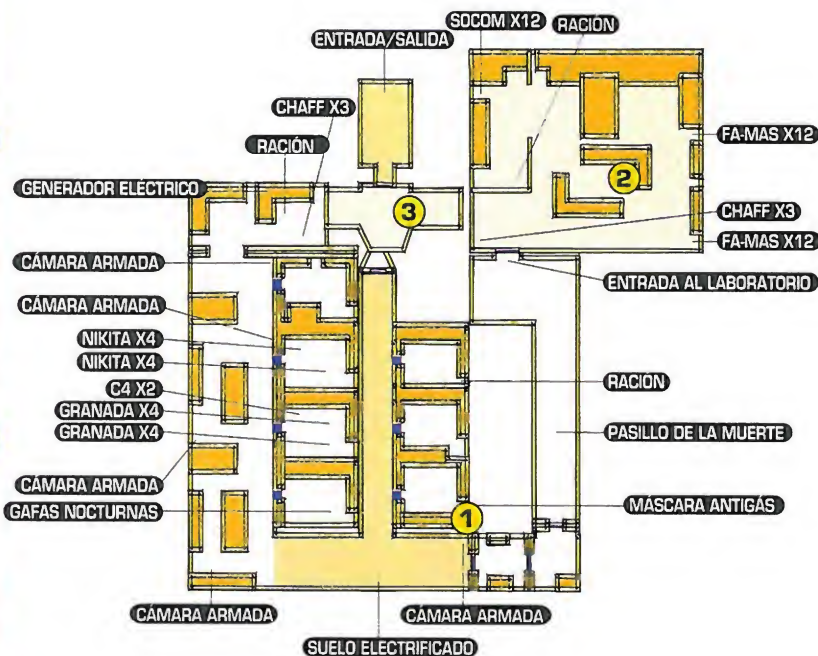 SOCOM X12
RACIÓN
ENTRADA/SALIDA
CHAFF X3
RACIÓN
FA-MAS X12
GENERADOR ELÉCTRICO
2
3
CHAFF X3
FA-MAS X12
CÁMARA ARMADA
ENTRADA AL LABORATORIO
CÁMARA ARMADA
NIKITA X4
NIKITA X4
C4 X2
RACIÓN
GRANADA X4
GRANADA X4
PASILLO DE LA MUERTE
CÁMARA ARMADA
GAFAS NOCTURNAS
MÁSCARA ANTIGÁS
1
CÁMARA ARMADA
CÁMARA ARMADA
SUELO ELECTRIFICADO